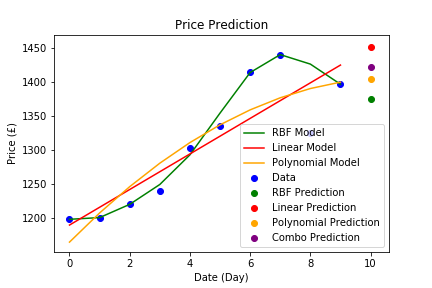 Price Prediction
1450
1400
1350
1300
1250
1200
Price (£)
RBF Model
Linear Model
Polynomial Model
Data
RBF Prediction
Linear Prediction
Polynomial Prediction
Combo Prediction
0 2 4 6 8 10
Date (Day)